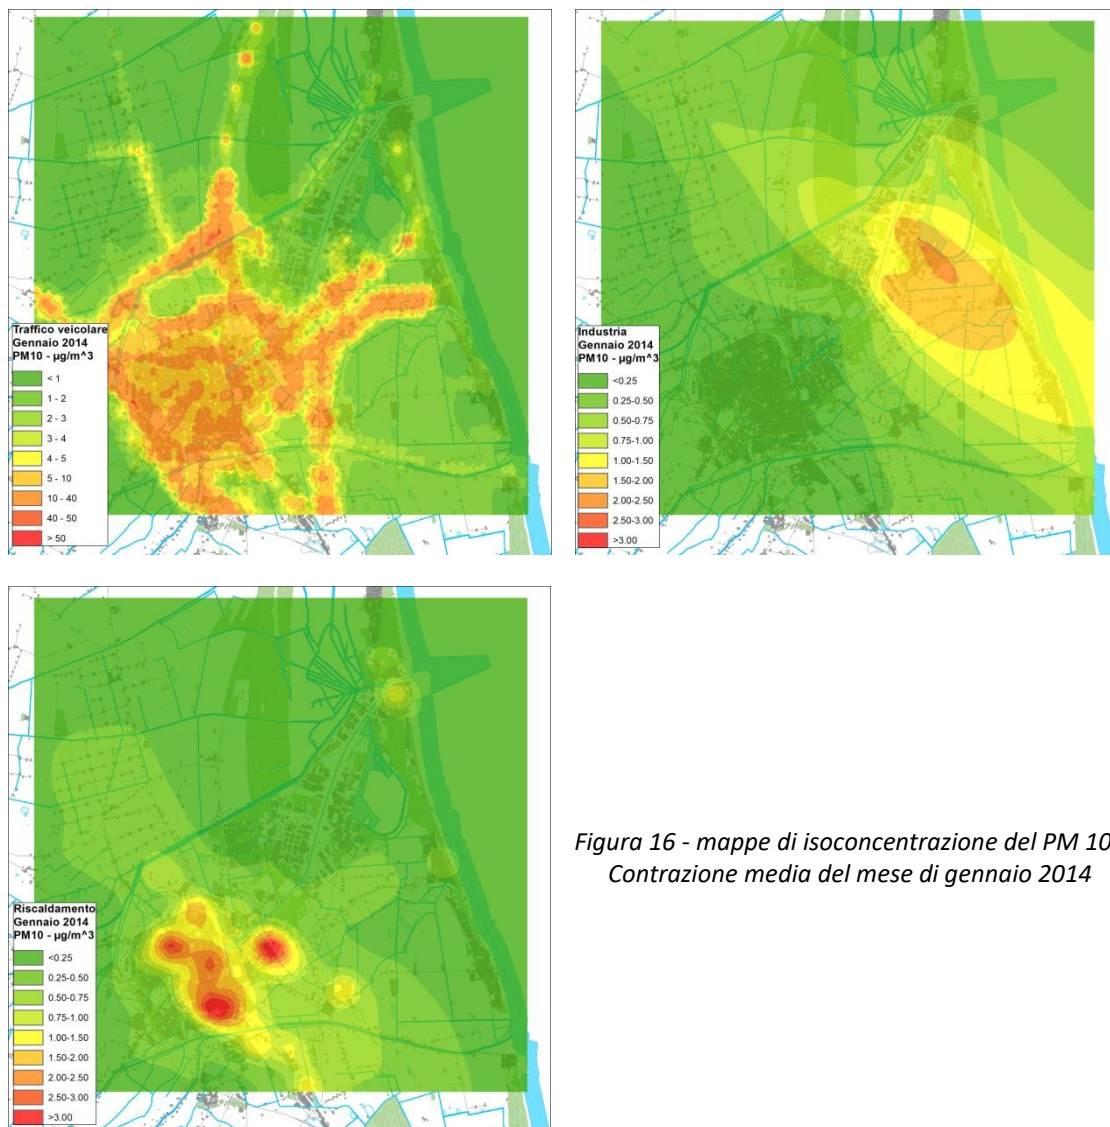 Traffico veicolare
Gennaio 2014
PM10 - µg/m^3
< 1
1 - 2
2 - 3
3 - 4
4 - 5
5 - 10
10 - 40
40 - 50
> 50
Industria
Gennaio 2014
PM10 - µg/m^3
<0.25
0.25-0.50
0.50-0.75
0.75-1.00
1.00-1.50
1.50-2.00
2.00-2.50
2.50-3.00
>3.00
Riscaldamento
Gennaio 2014
PM10 - µg/m^3
<0.25
0.25-0.50
0.50-0.75
0.75-1.00
1.00-1.50
1.50-2.00
2.00-2.50
2.50-3.00
>3.00
Figura 16 - mappe di isoconcentrazione del PM 10
Contrazione media del mese di gennaio 2014